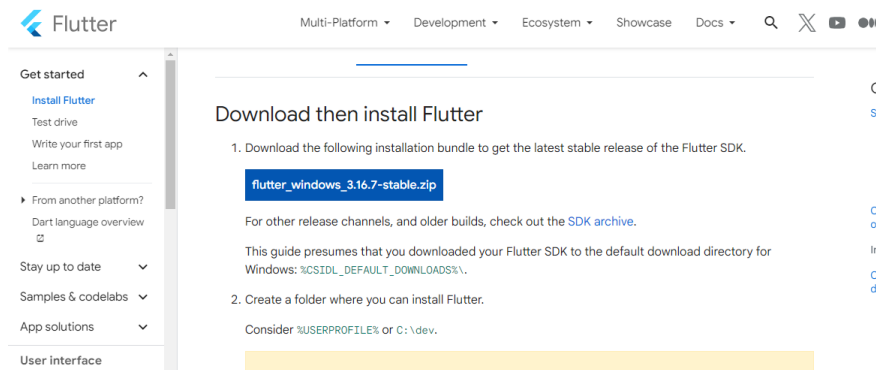 Flutter
Multi-Platform
Development
Ecosystem
Showcase
Docs
Get started
Install Flutter
Test drive
Write your first app
Learn more
From another platform?
Dart language overview
Stay up to date
Samples & codelabs
App solutions
User interface
Download then install Flutter
1. Download the following installation bundle to get the latest stable release of the Flutter SDK.
flutter_windows_3.16.7-stable.zip
For other release channels, and older builds, check out the SDK archive.
This guide presumes that you downloaded your Flutter SDK to the default download directory for
Windows: %CSIDL_DEFAULT_DOWNLOADS%\.
2. Create a folder where you can install Flutter.
Consider %USERPROFILE% or C:\dev.